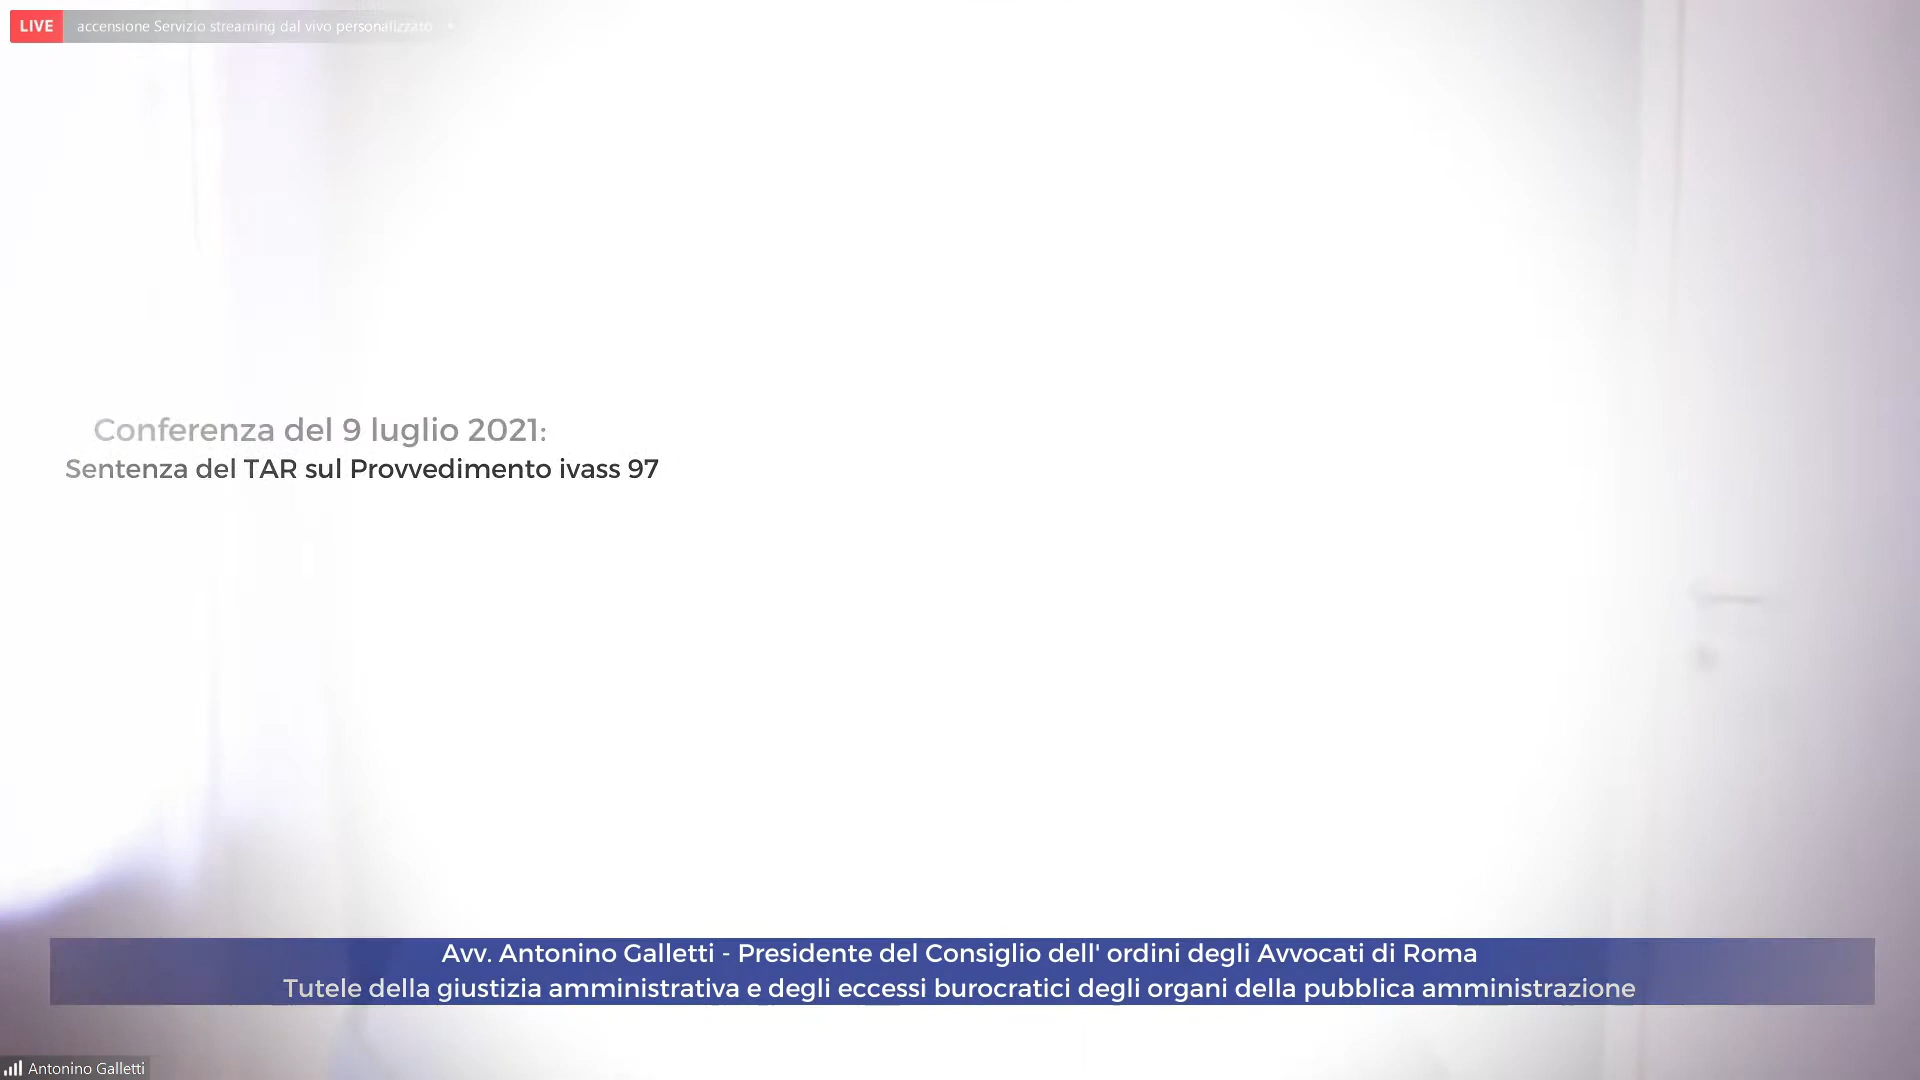 LIVE accensione Servizio streaming dal vivo personalizzato
Conferenza del 9 luglio 2021:
Sentenza del TAR sul Provvedimento ivass 97
Avv. Antonino Galletti - Presidente del Consiglio dell' ordini degli Avvocati di Roma
Tutele della giustizia amministrativa e degli eccessi burocratici degli organi della pubblica amministrazione
Antonino Galletti